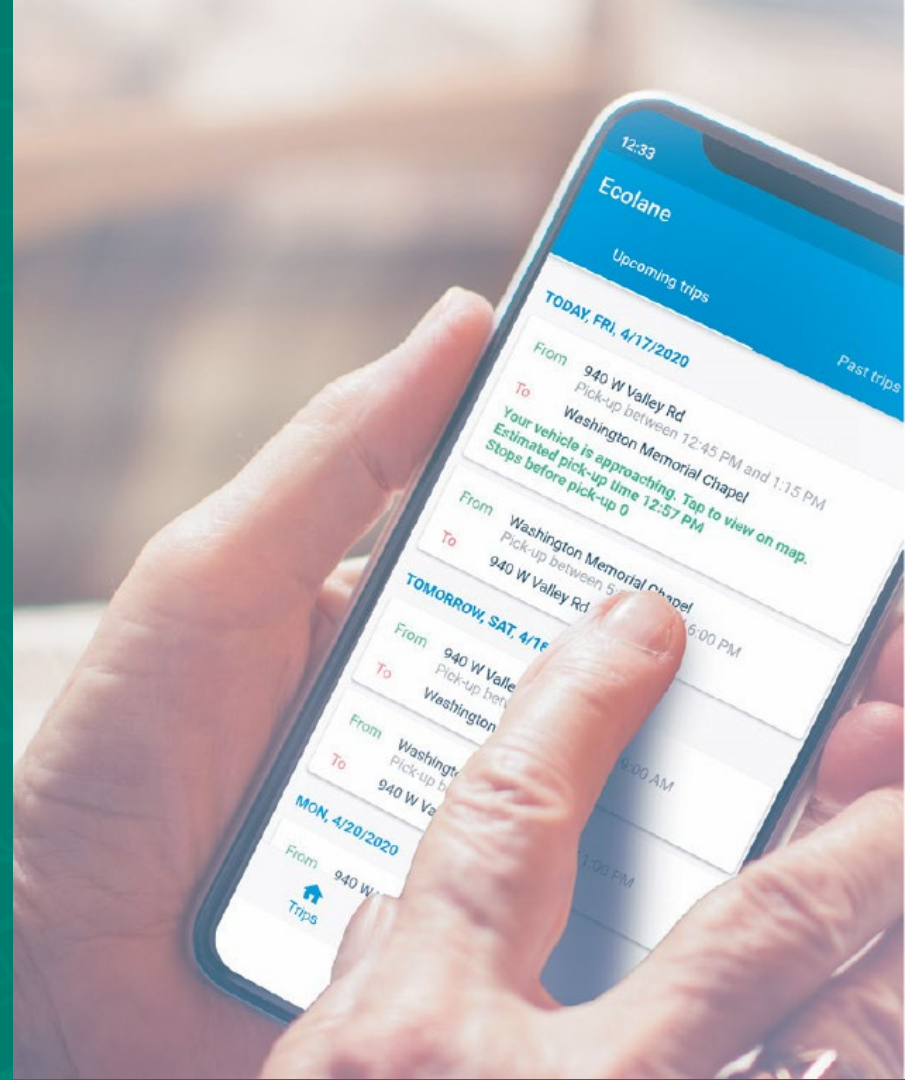 12:33
Ecolane
Upcoming trips
Past trips
TODAY, FRI, 4/17/2020
From 940 W Valley Rd
Pick-up between 12:45 PM and 1:15 PM
To Washington Memorial Chapel
Your vehicle is approaching. Tap to view on map.
Estimated pick-up time 12:57 PM
Stops before pick-up 0
From Washington Memorial Chapel
Pick-up between 5: 6:00 PM
To 940 W Valley Rd
TOMORROW, SAT, 4/1
From 940 W Valle
Pick-up bet 9:00 AM
To Washington
From Washingt
Pick-up b 1:00 PM
To 940 W Va
MON, 4/20/2020
From 940 W
Trips